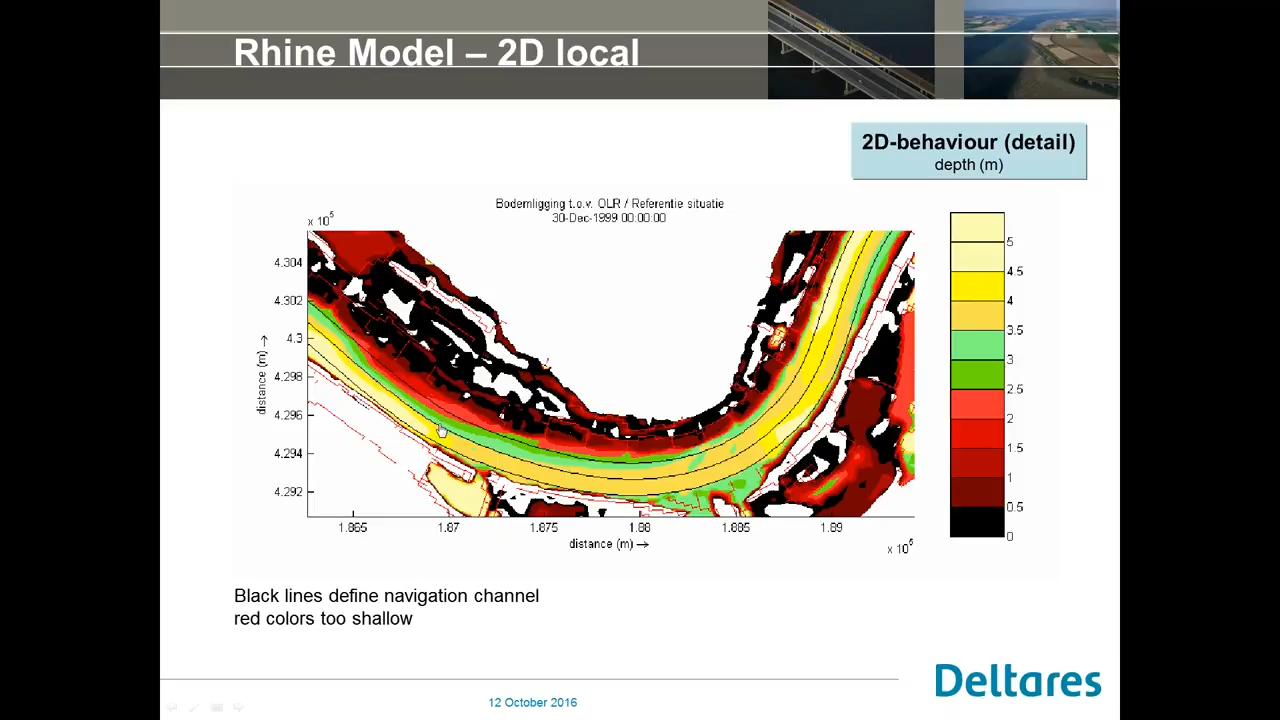 Rhine Model – 2D local
2D-behaviour (detail)
depth (m)
Bodemligging t.o.v. OLR / Referentie situatie
30-Dec-1999 00:00:00
x 10^5
4.304
4.302
4.3
4.298
4.296
4.294
4.292
distance (m) →
1.865
1.87
1.875
1.88
1.885
1.89
distance (m) →
x 10^5
5
4.5
4
3.5
3
2.5
2
1.5
1
0.5
0
Black lines define navigation channel
red colors too shallow
12 October 2016
Deltares